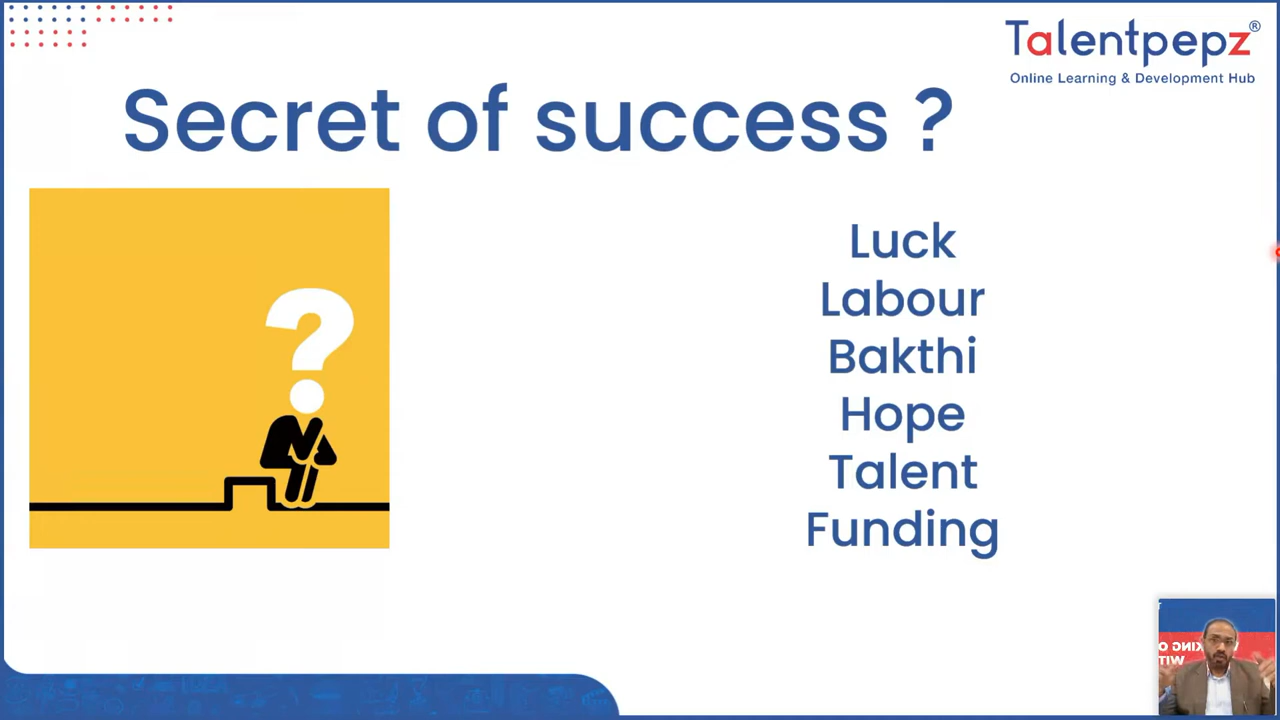 Talentpepz®
Online Learning & Development Hub
Secret of success ?
?
Luck
Labour
Bakthi
Hope
Talent
Funding